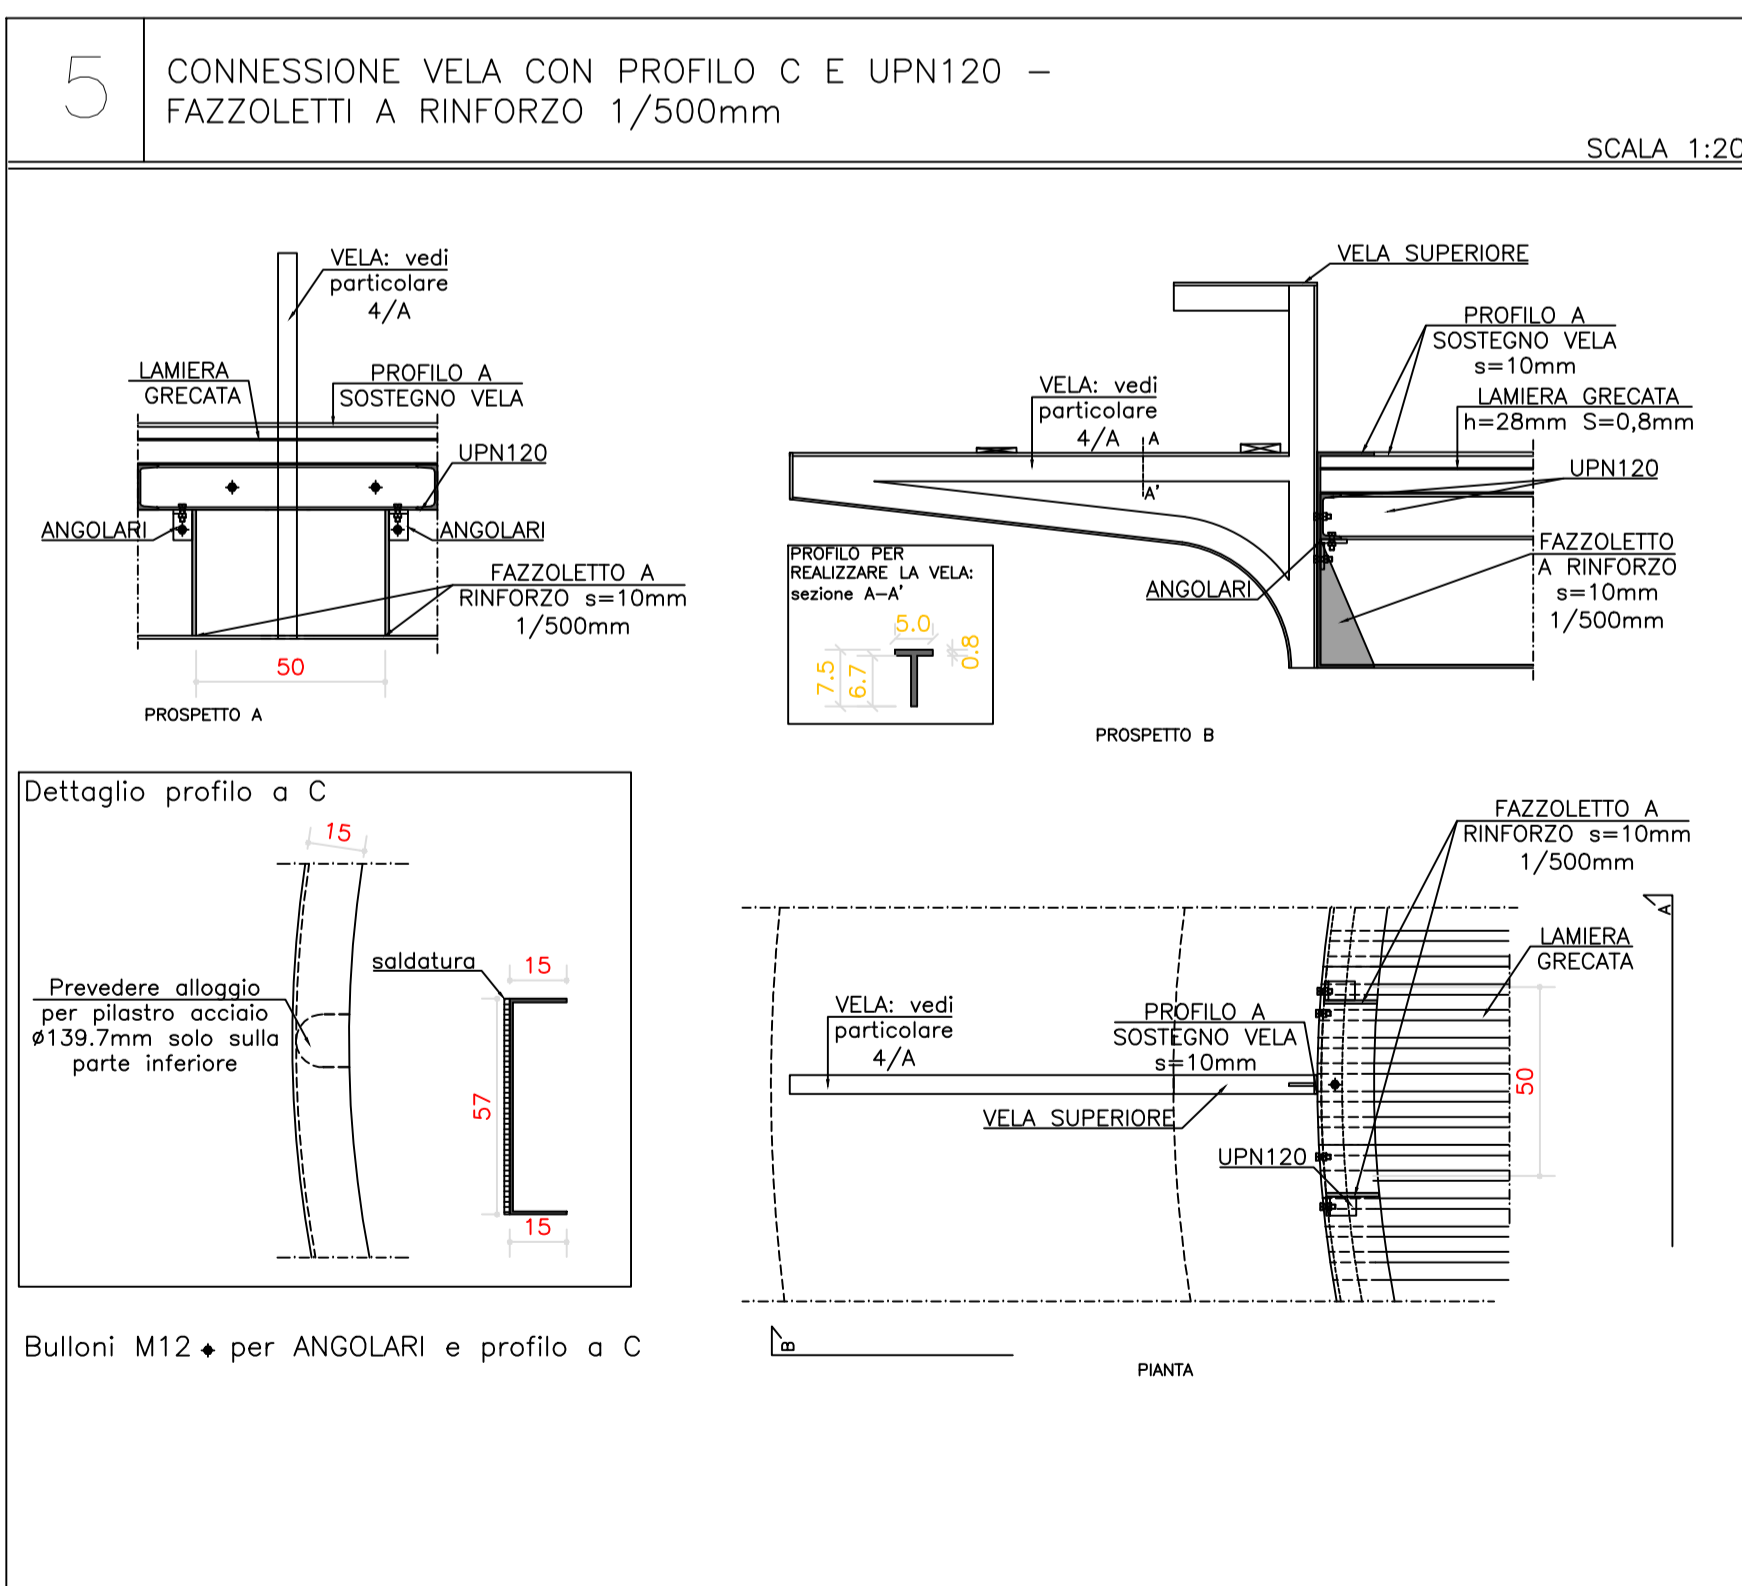 5
CONNESSIONE VELA CON PROFILO C E UPN120 –
FAZZOLETTI A RINFORZO 1/500mm
SCALA 1:20
VELA: vedi
particolare
4/A
LAMIERA
GRECATA
PROFILO A
SOSTEGNO VELA
UPN120
ANGOLARI
ANGOLARI
FAZZOLETTO A
RINFORZO s=10mm
1/500mm
50
PROSPETTO A
VELA SUPERIORE
PROFILO A
SOSTEGNO VELA
s=10mm
VELA: vedi
particolare
4/A
A
A'
LAMIERA GRECATA
h=28mm S=0,8mm
UPN120
FAZZOLETTO
A RINFORZO
s=10mm
1/500mm
ANGOLARI
PROFILO PER
REALIZZARE LA VELA:
sezione A–A'
5.0
0.8
7.5
6.7
PROSPETTO B
Dettaglio profilo a C
15
Prevedere alloggio
per pilastro acciaio
ø139.7mm solo sulla
parte inferiore
saldatura
15
57
15
Bulloni M12 per ANGOLARI e profilo a C
FAZZOLETTO A
RINFORZO s=10mm
1/500mm
A
LAMIERA
GRECATA
VELA: vedi
particolare
4/A
PROFILO A
SOSTEGNO VELA
s=10mm
50
VELA SUPERIORE
UPN120
B
PIANTA